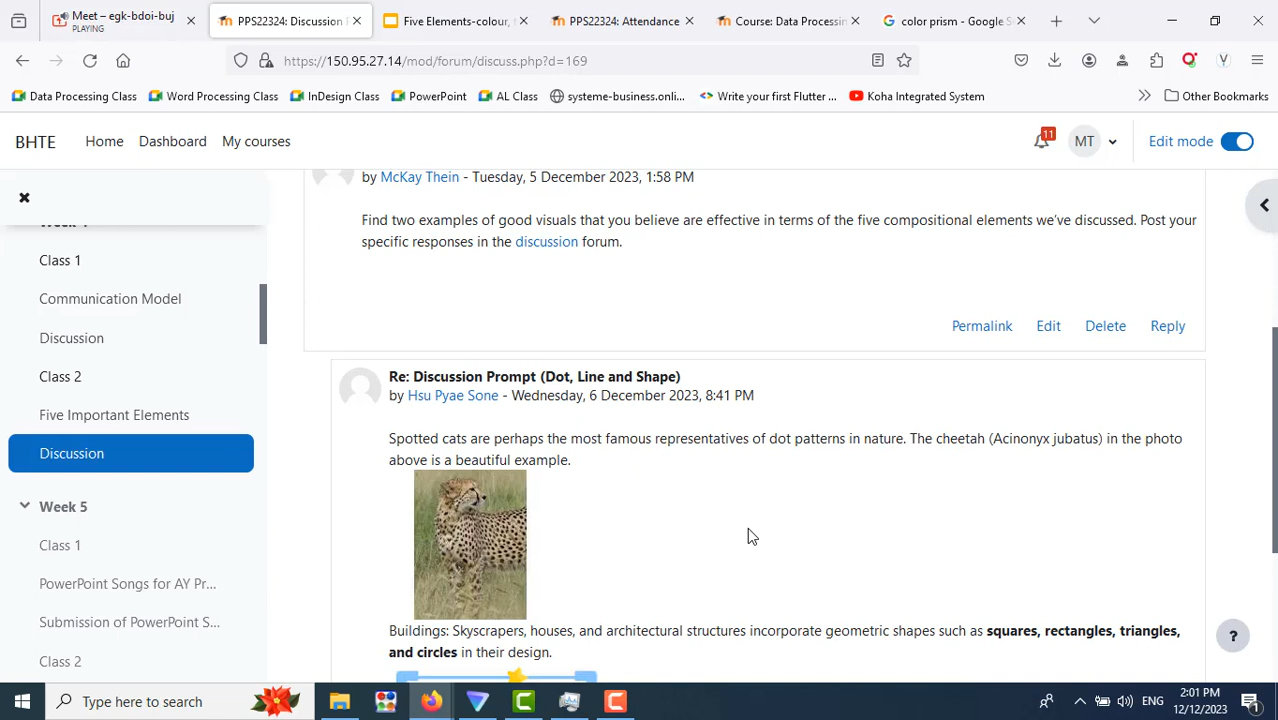 Meet – egk-bdoi-buj
PLAYING
PPS22324: Discussion
Five Elements-colour,
PPS22324: Attendance
Course: Data Processing
color prism - Google S
https://150.95.27.14/mod/forum/discuss.php?d=169
Data Processing Class
Word Processing Class
InDesign Class
PowerPoint
AL Class
systeme-business.onli...
Write your first Flutter ...
Koha Integrated System
Other Bookmarks
BHTE
Home
Dashboard
My courses
11
MT
Edit mode
Class 1
Communication Model
Discussion
Class 2
Five Important Elements
Discussion
Week 5
Class 1
PowerPoint Songs for AY Pr...
Submission of PowerPoint S...
Class 2
by McKay Thein - Tuesday, 5 December 2023, 1:58 PM
Find two examples of good visuals that you believe are effective in terms of the five compositional elements we've discussed. Post your
specific responses in the discussion forum.
Permalink
Edit
Delete
Reply
Re: Discussion Prompt (Dot, Line and Shape)
by Hsu Pyae Sone - Wednesday, 6 December 2023, 8:41 PM
Spotted cats are perhaps the most famous representatives of dot patterns in nature. The cheetah (Acinonyx jubatus) in the photo
above is a beautiful example.
Buildings: Skyscrapers, houses, and architectural structures incorporate geometric shapes such as squares, rectangles, triangles,
and circles in their design.
?
Type here to search
ENG
2:01 PM
12/12/2023
1